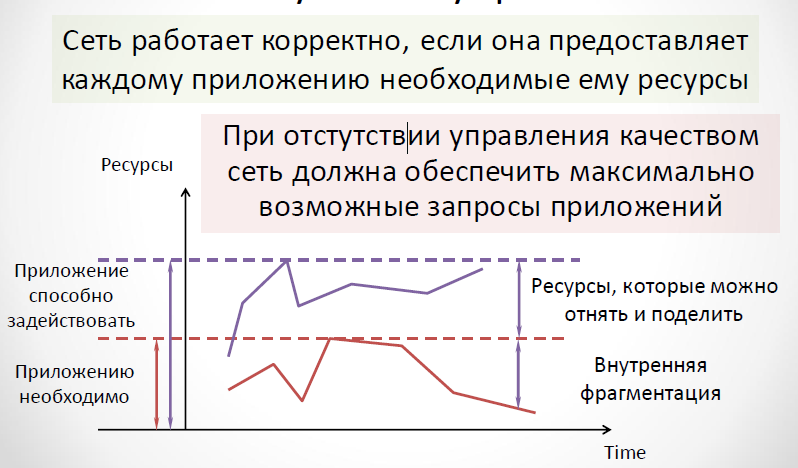 Сеть работает корректно, если она предоставляет
каждому приложению необходимые ему ресурсы
При отстутствии управления качеством
сеть должна обеспечить максимально
возможные запросы приложений
Ресурсы
Приложение
способно
задействовать
Приложению
необходимо
Ресурсы, которые можно
отнять и поделить
Внутренняя
фрагментация
Time